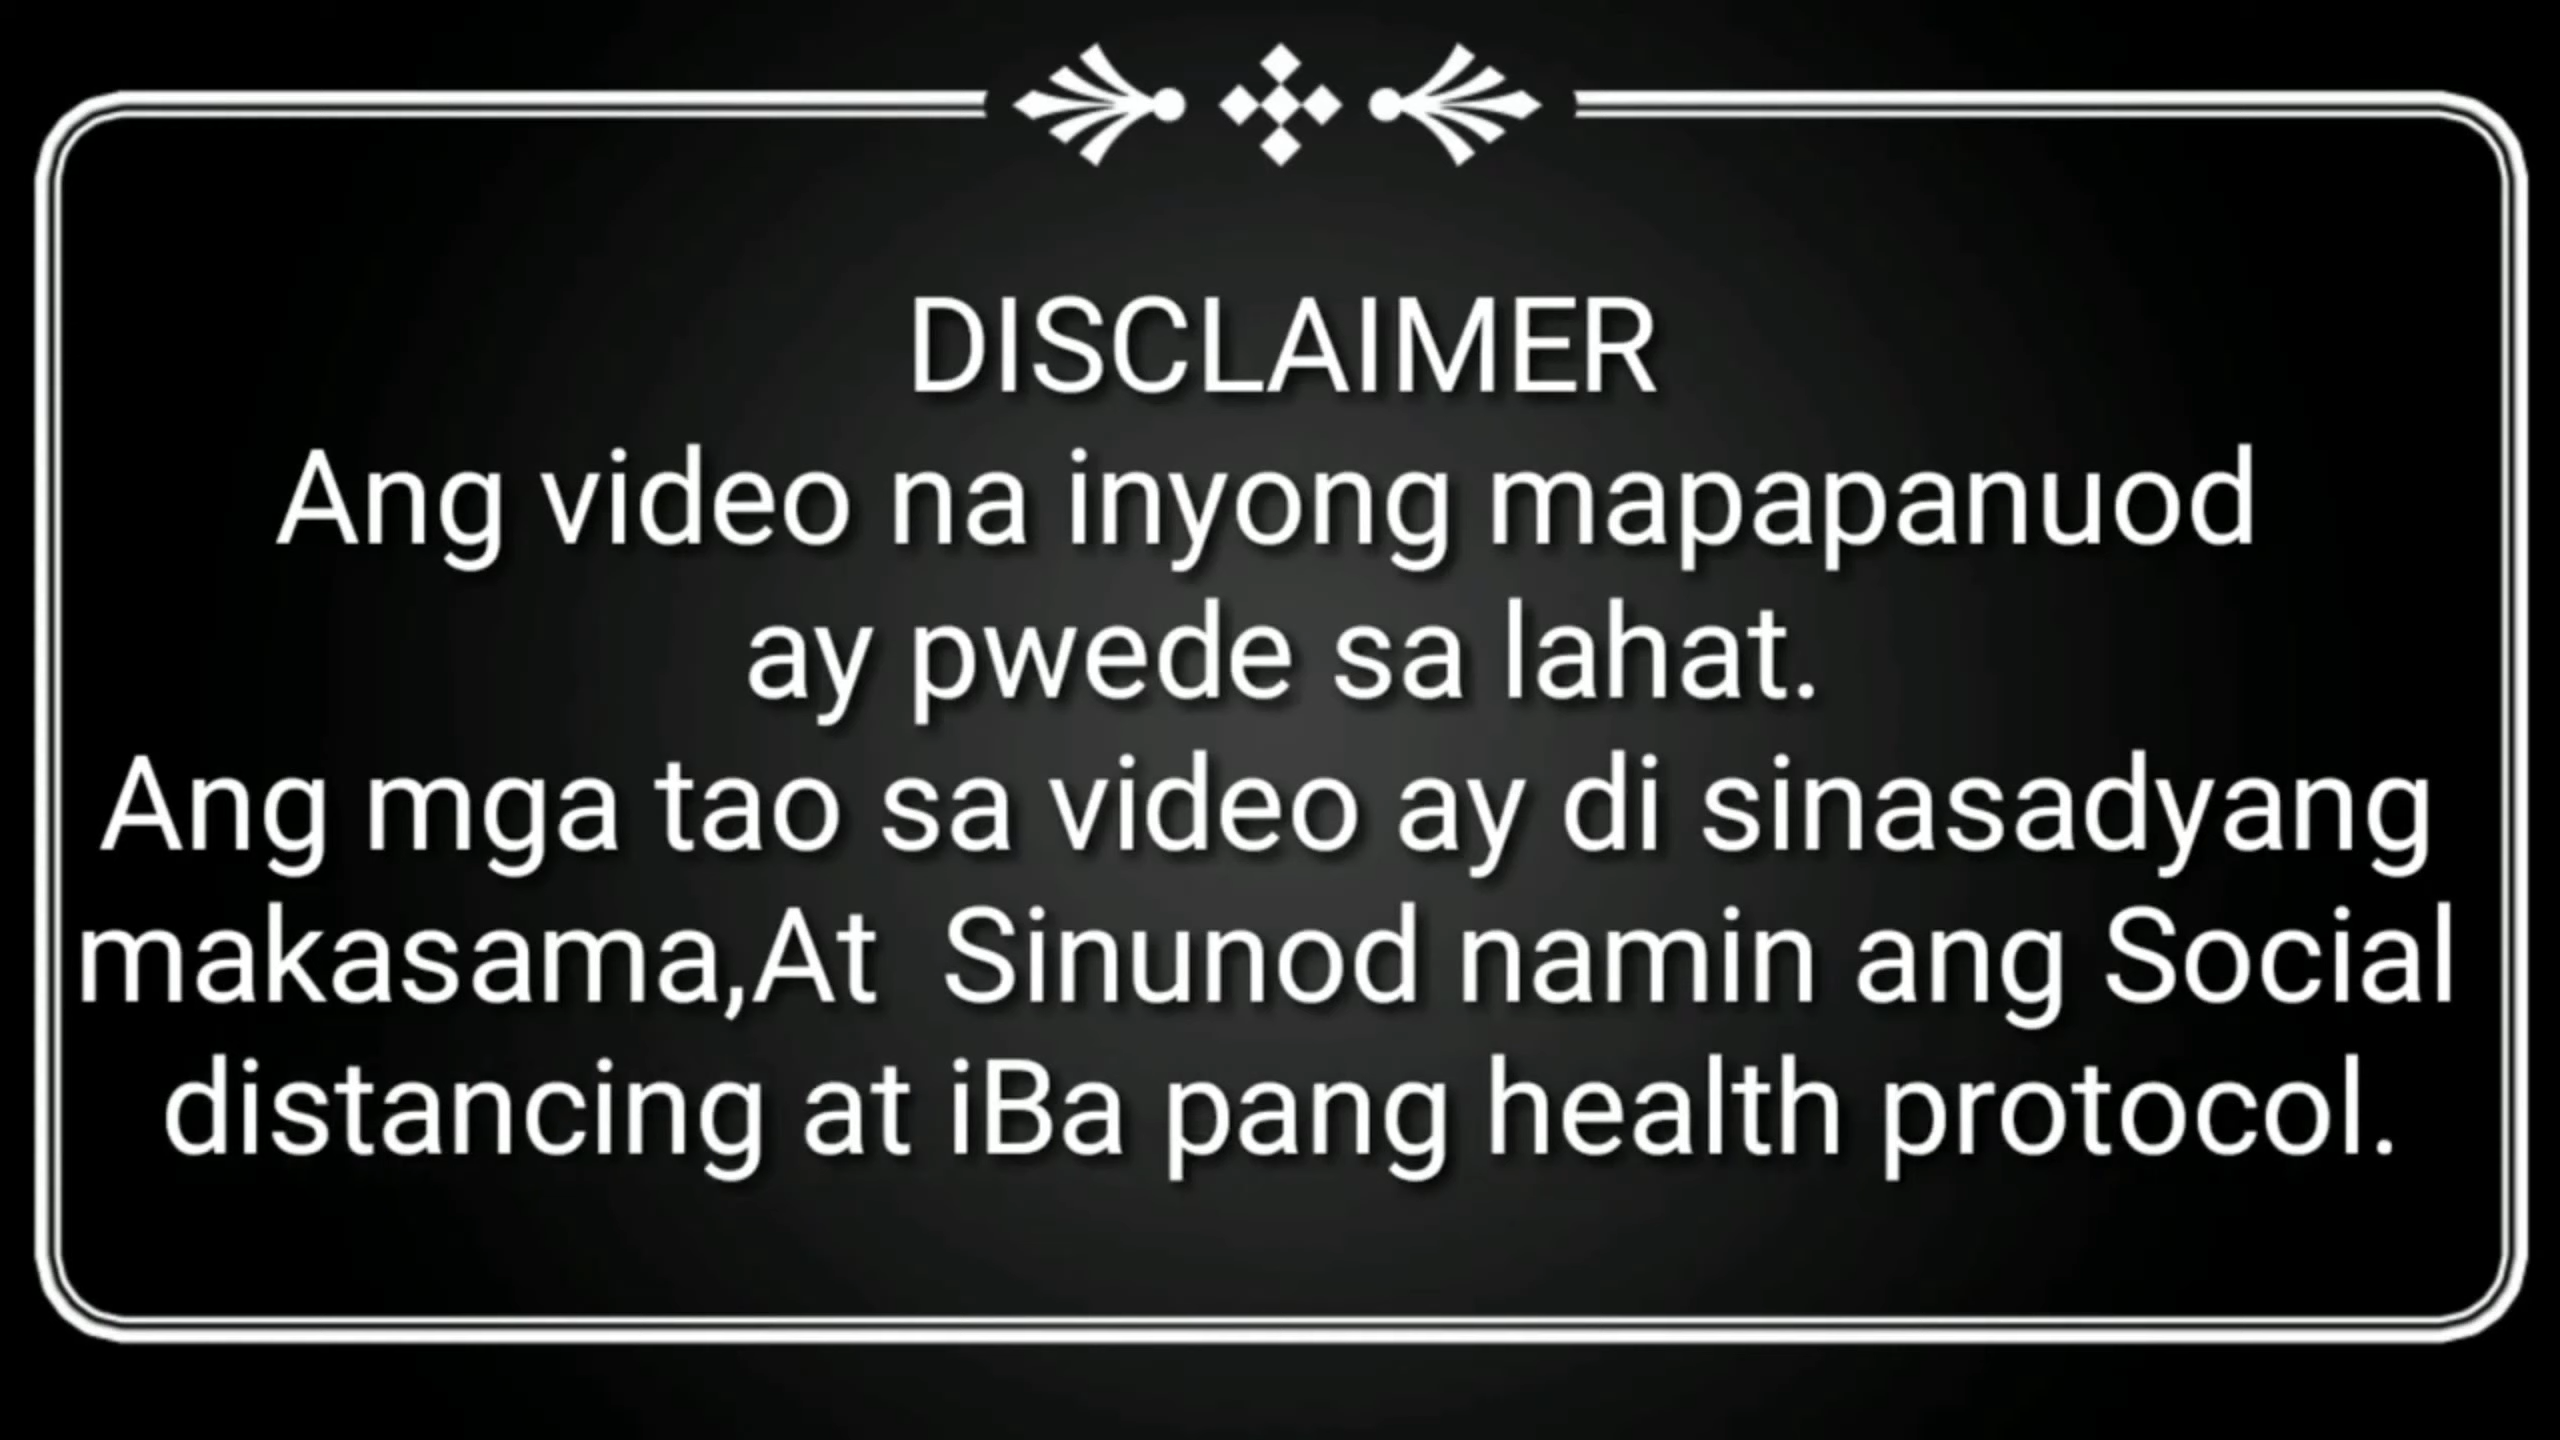 DISCLAIMER
Ang video na inyong mapapanuod
ay pwede sa lahat.
Ang mga tao sa video ay di sinasadyang
makasama,At  Sinunod namin ang Social
distancing at iBa pang health protocol.